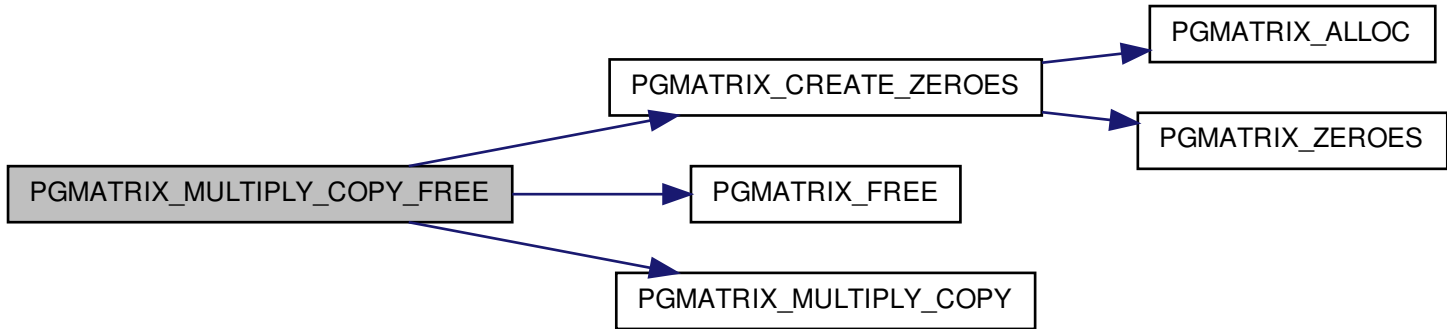 PGMATRIX_ALLOC
PGMATRIX_CREATE_ZEROES
PGMATRIX_ZEROES
PGMATRIX_MULTIPLY_COPY_FREE
PGMATRIX_FREE
PGMATRIX_MULTIPLY_COPY